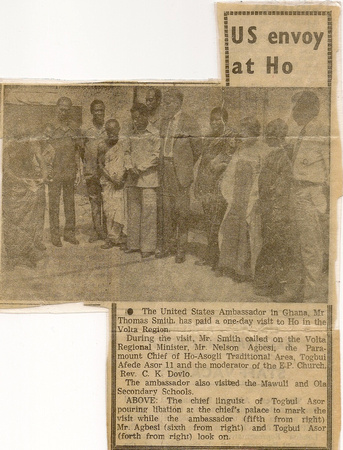 US envoy
at Ho
• The United States Ambassador in Ghana, Mr
Thomas Smith, has paid a one-day visit to Ho in the
Volta Region.
During the visit, Mr. Smith called on the Volta
Regional Minister, Mr. Nelson Agbesi, the Para-
mount Chief of Ho-Asogli Traditional Area, Togbui
Afede Asor 11 and the moderator of the E.P. Church,
Rev. C. K. Dovlo.
The ambassador also visited the Mawuli and Ola
Secondary Schools.
ABOVE: The chief linguist of Togbui Asor
pouring libation at the chief's palace to mark the
visit while the ambassador (fifth from right)
Mr. Agbesi (sixth from right) and Togbui Asor
(forth from right) look on.